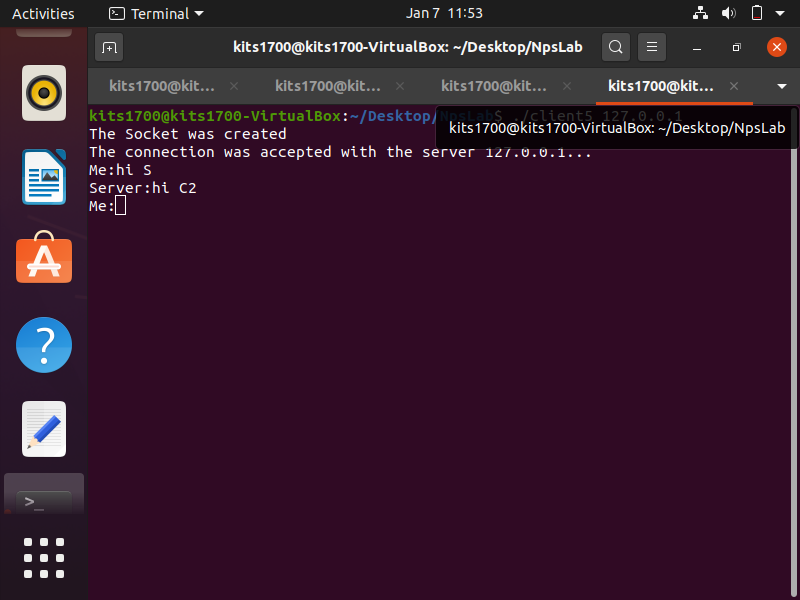 Activities Terminal Jan 7 11:53
kits1700@kits1700-VirtualBox: ~/Desktop/NpsLab
kits1700@kit... kits1700@kit... kits1700@kit... kits1700@kit...
kits1700@kits1700-VirtualBox:~/Desktop/NpsLab$ ./client5 127.0.0.1
kits1700@kits1700-VirtualBox: ~/Desktop/NpsLab
The Socket was created
The connection was accepted with the server 127.0.0.1...
Me:hi S
Server:hi C2
Me: